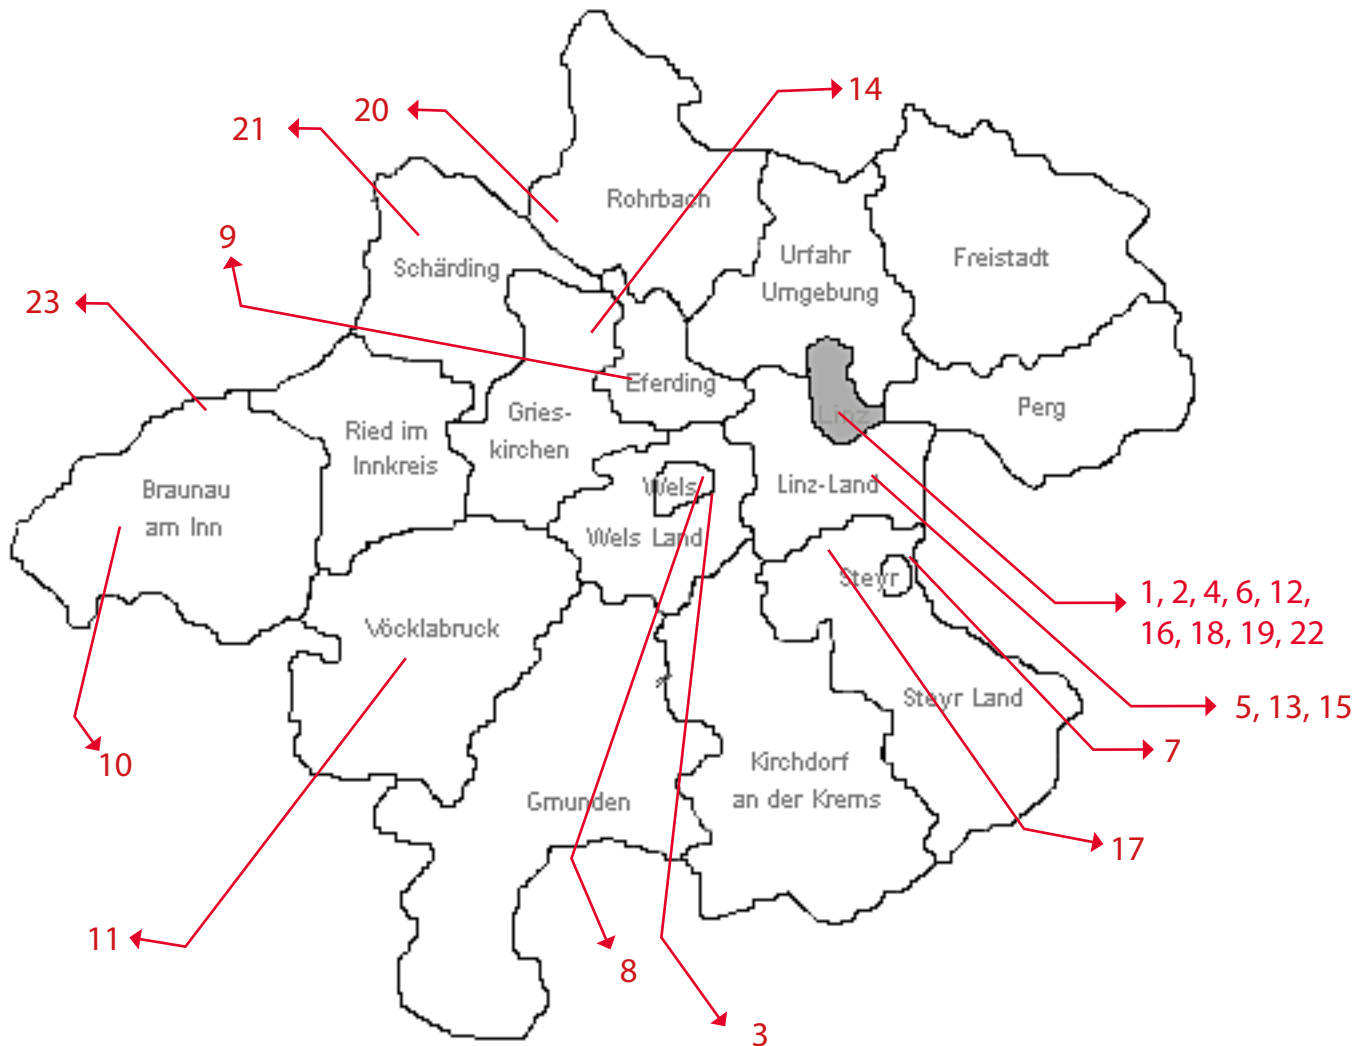 14
20
21
Rohrbach
9
Urfahr
Umgebung
Freistadt
Schärding
23
Eferding
Linz
Perg
Gries-
kirchen
Ried im
Innkreis
Braunau
am Inn
Wels
Linz-Land
Wels Land
Steyr
1, 2, 4, 6, 12,
16, 18, 19, 22
Vöcklabruck
Steyr Land
5, 13, 15
7
10
Kirchdorf
an der Krems
Gmunden
17
11
8
3